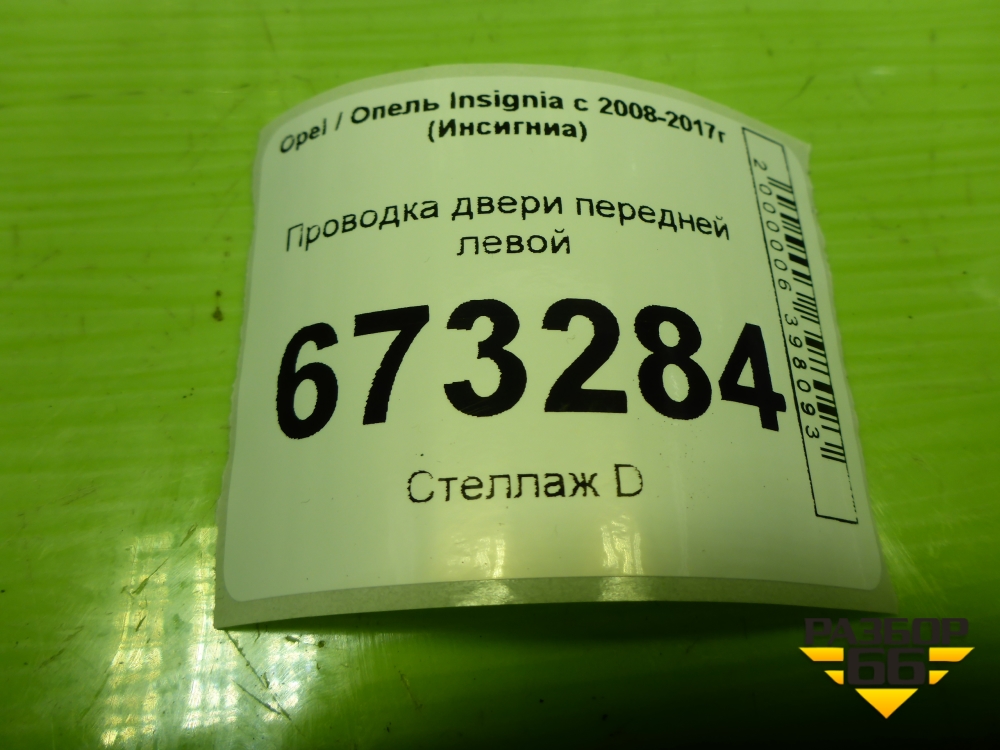 Opel / Опель Insignia с 2008-2017г
(Инсигниа)
Проводка двери передней
левой
673284
Стеллаж D
2000006398093
РАЗБОР
66